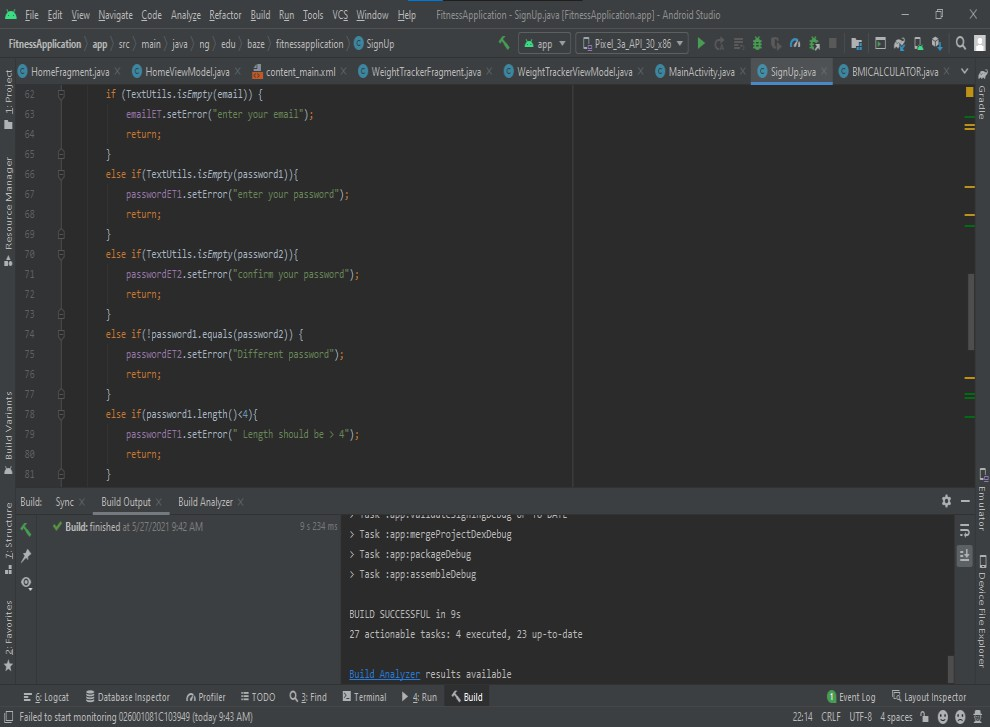 File Edit View Navigate Code Analyze Refactor Build Run Tools VCS Window Help FitnessApplication - SignUp.java [FitnessApplication.app] - Android Studio
FitnessApplication app src main java ng edu baze fitnessapplication SignUp app Pixel_3a_API_30_x86
HomeFragment.java HomeViewModel.java content_main.xml WeightTrackerFragment.java WeightTrackerViewModel.java MainActivity.java SignUp.java BMICALCULATOR.java
1: Project
Resource Manager
Build Variants
Z: Structure
2: Favorites
62 if (TextUtils.isEmpty(email)) {
63 emailET.setError("enter your email");
64 return;
65 }
66 else if(TextUtils.isEmpty(password1)){
67 passwordET1.setError("enter your password");
68 return;
69 }
70 else if(TextUtils.isEmpty(password2)){
71 passwordET2.setError("confirm your password");
72 return;
73 }
74 else if(!password1.equals(password2)) {
75 passwordET2.setError("Different password");
76 return;
77 }
78 else if(password1.length()<4){
79 passwordET1.setError(" Length should be > 4");
80 return;
81 }
Gradle
Emulator
Device File Explorer
Build: Sync Build Output Build Analyzer
Build: finished at 5/27/2021 9:42 AM 9 s 234 ms
> Task :app:validateSigningDebug UP-TO-DATE
> Task :app:mergeProjectDexDebug
> Task :app:packageDebug
> Task :app:assembleDebug
BUILD SUCCESSFUL in 9s
27 actionable tasks: 4 executed, 23 up-to-date
Build Analyzer results available
6: Logcat Database Inspector Profiler TODO 3: Find Terminal 4: Run Build 1 Event Log Layout Inspector
Failed to start monitoring 026001081C103949 (today 9:43 AM) 22:14 CRLF UTF-8 4 spaces